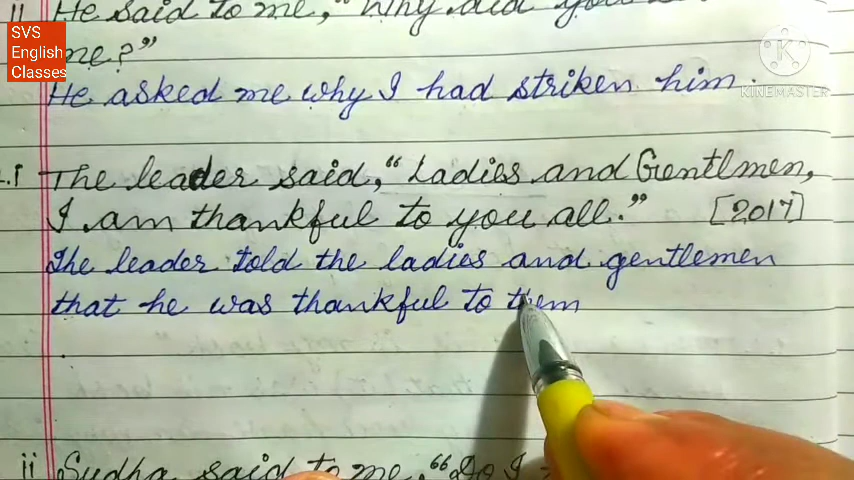 SVS
English
Classes
KINEMASTER
ii He said to me, "Why did you
me?"
He asked me why I had striken him.
.i The leader said, "Ladies and Gentlmen,
I am thankful to you all." [2017]
The leader told the ladies and gentlemen
that he was thankful to them
ii Sudha said to me, "Do I